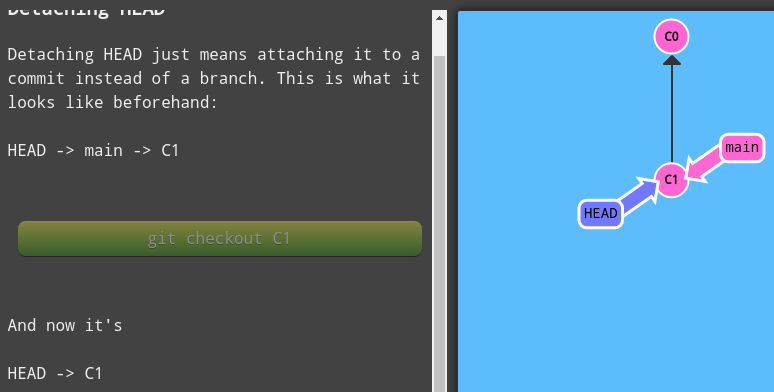 Detaching HEAD
Detaching HEAD just means attaching it to a
commit instead of a branch. This is what it
looks like beforehand:
HEAD -> main -> C1
git checkout C1
And now it's
HEAD -> C1
C0
main
C1
HEAD